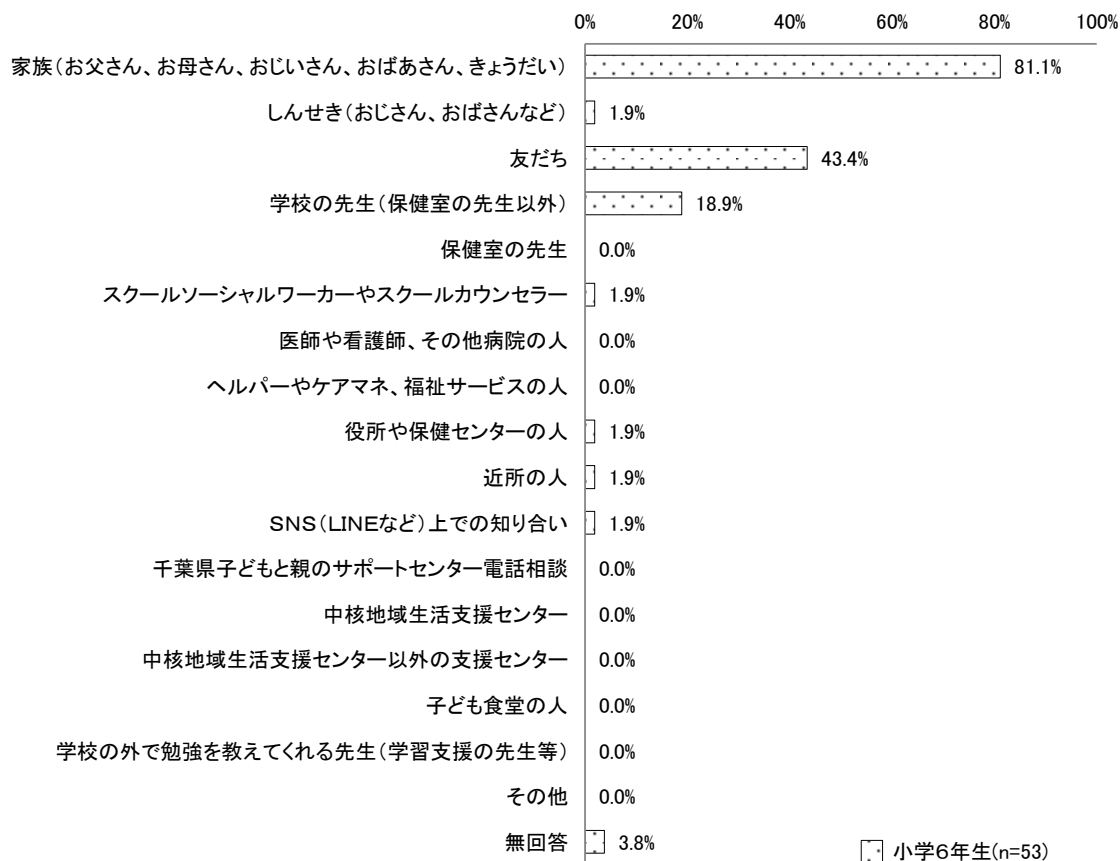 0% 20% 40% 60% 80% 100%
家族(お父さん、お母さん、おじいさん、おばあさん、きょうだい) 81.1%
しんせき(おじさん、おばさんなど) 1.9%
友だち 43.4%
学校の先生(保健室の先生以外) 18.9%
保健室の先生 0.0%
スクールソーシャルワーカーやスクールカウンセラー 1.9%
医師や看護師、その他病院の人 0.0%
ヘルパーやケアマネ、福祉サービスの人 0.0%
役所や保健センターの人 1.9%
近所の人 1.9%
SNS(LINEなど)上での知り合い 1.9%
千葉県子どもと親のサポートセンター電話相談 0.0%
中核地域生活支援センター 0.0%
中核地域生活支援センター以外の支援センター 0.0%
子ども食堂の人 0.0%
学校の外で勉強を教えてくれる先生(学習支援の先生等) 0.0%
その他 0.0%
無回答 3.8%
小学6年生(n=53)